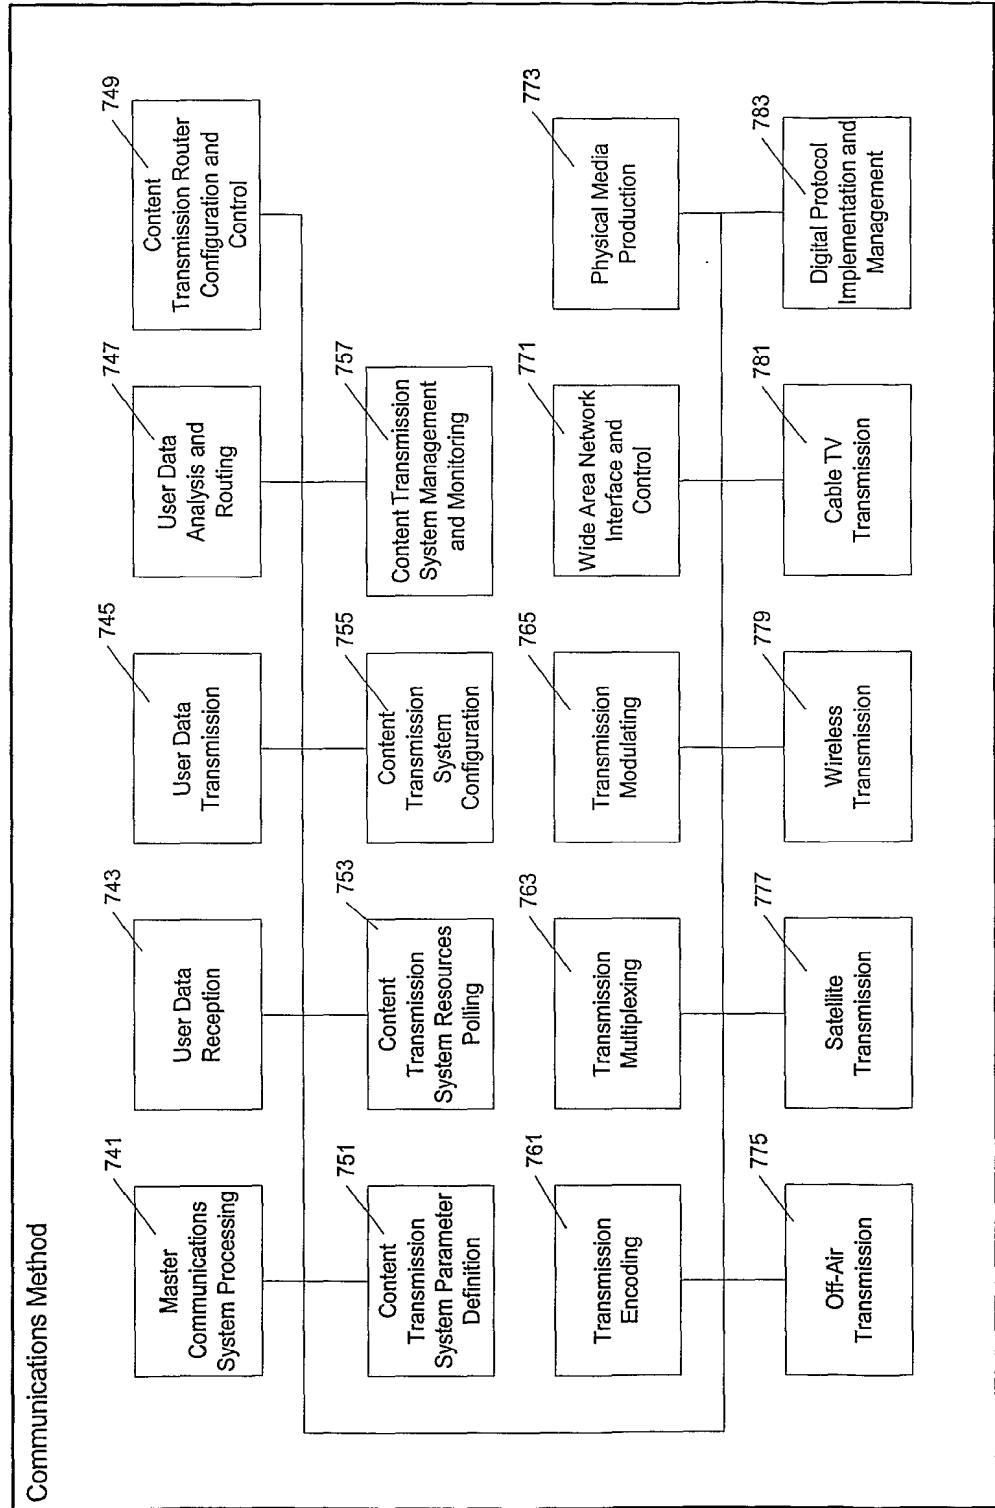 Communications Method
741
Master
Communications
System Processing
743
User Data
Reception
745
User Data
Transmission
747
User Data
Analysis and
Routing
749
Content
Transmission Router
Configuration and
Control
751
Content
Transmission
System Parameter
Definition
753
Content
Transmission
System Resources
Polling
755
Content
Transmission
System
Configuration
757
Content Transmission
System Management
and Monitoring
761
Transmission
Encoding
763
Transmission
Multiplexing
765
Transmission
Modulating
771
Wide Area Network
Interface and
Control
773
Physical Media
Production
775
Off-Air
Transmission
777
Satellite
Transmission
779
Wireless
Transmission
781
Cable TV
Transmission
783
Digital Protocol
Implementation and
Management